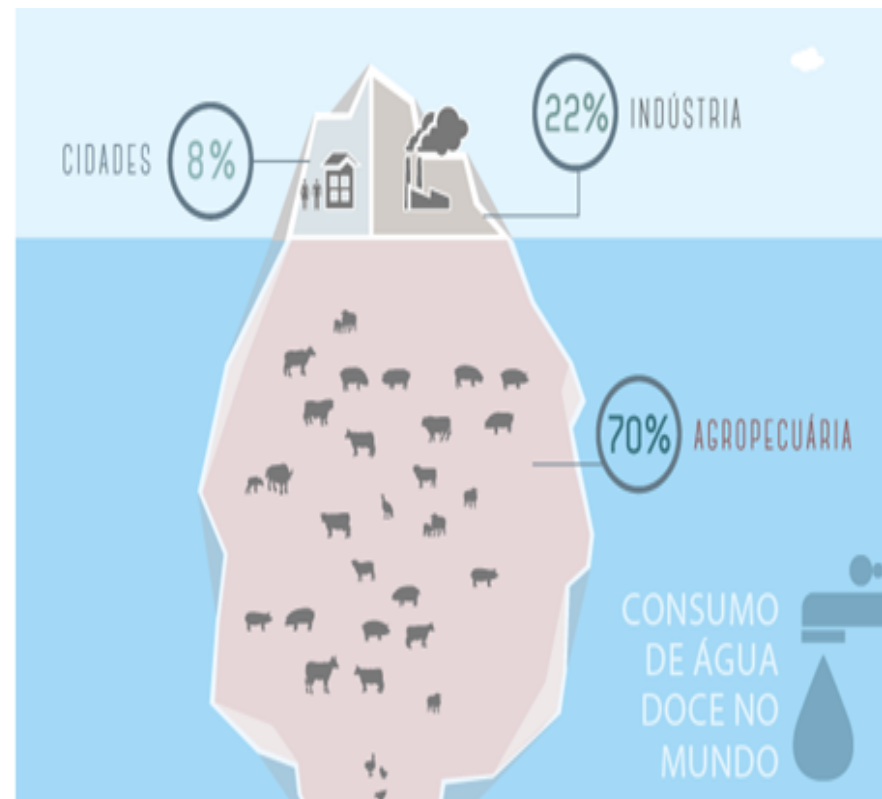 22% INDÚSTRIA
CIDADES 8%
70% AGROPECUÁRIA
CONSUMO
DE ÁGUA
DOCE NO
MUNDO